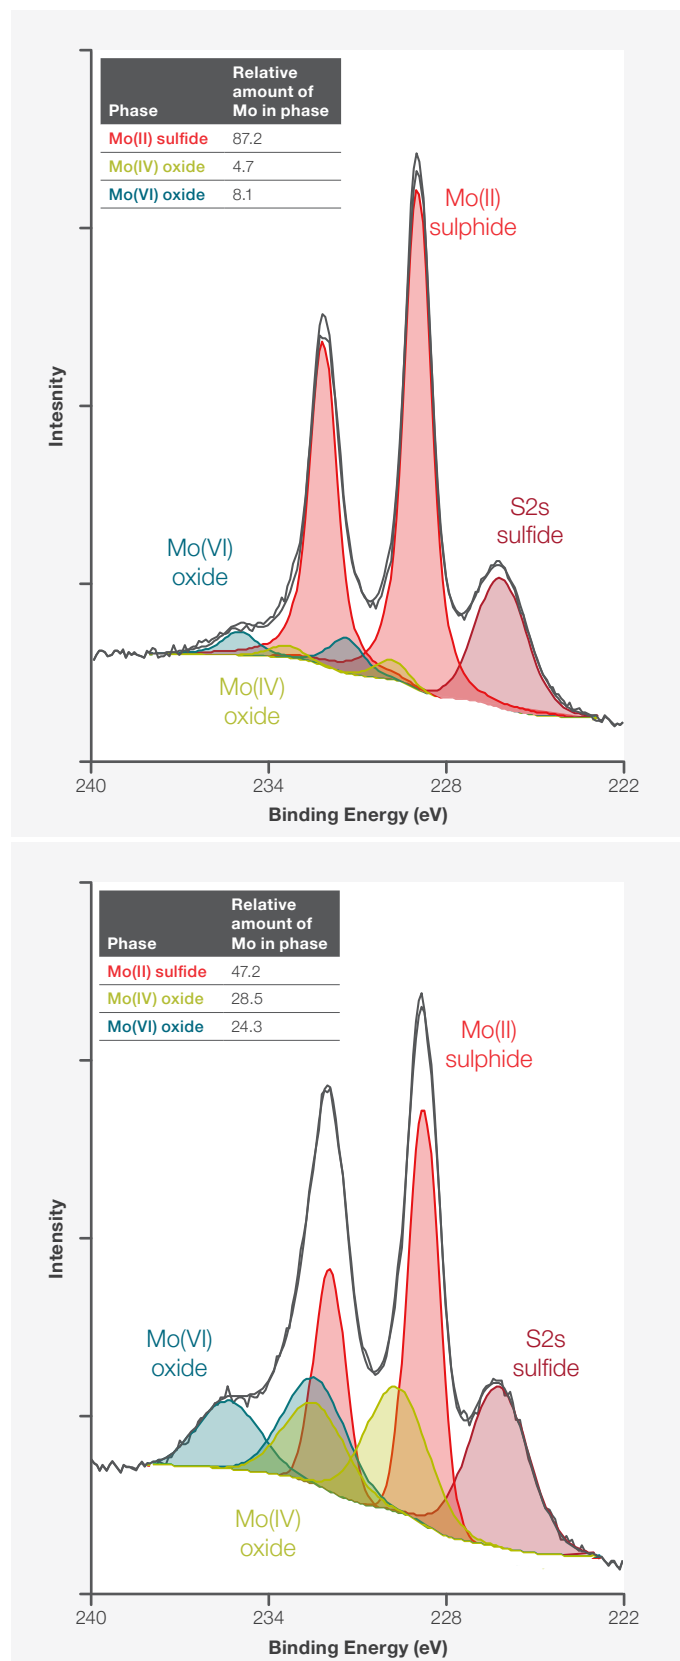 Relative
amount of
Phase Mo in phase
Mo(II) sulfide 87.2
Mo(IV) oxide 4.7
Mo(VI) oxide 8.1
Mo(II)
sulphide
S2s
sulfide
Mo(VI)
oxide
Mo(IV)
oxide
Intesnity
240 234 228 222
Binding Energy (eV)
Relative
amount of
Phase Mo in phase
Mo(II) sulfide 47.2
Mo(IV) oxide 28.5
Mo(VI) oxide 24.3
Mo(II)
sulphide
Mo(VI)
oxide
S2s
sulfide
Mo(IV)
oxide
Intensity
240 234 228 222
Binding Energy (eV)